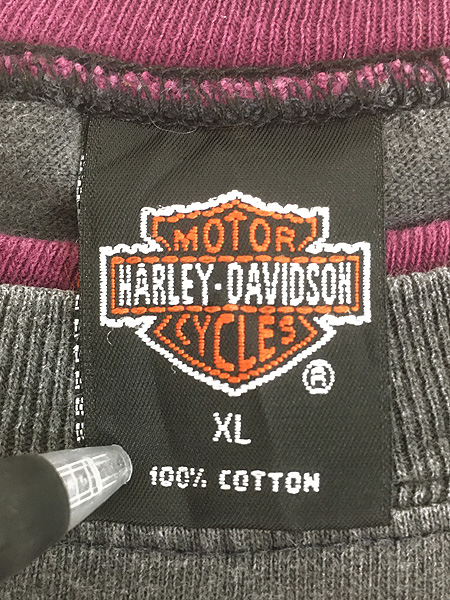 MOTOR
HARLEY-DAVIDSON
CYCLES
®
XL
100% COTTON